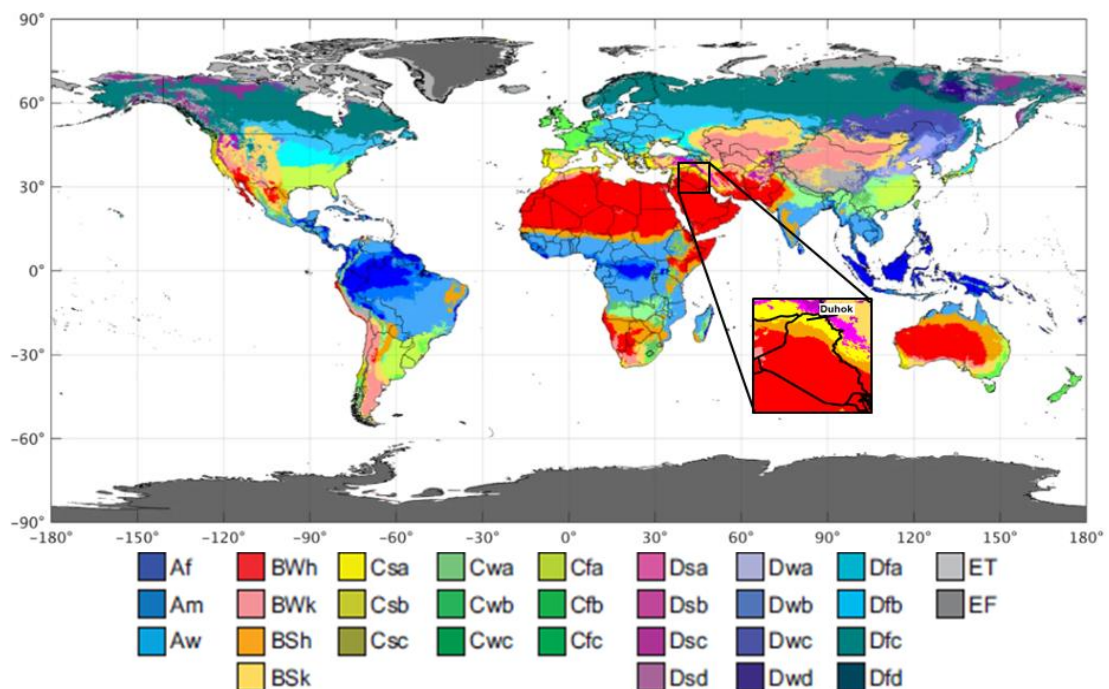 90°
60°
30°
0°
−30°
−60°
−90°
Duhok
−180° −150° −120° −90° −60° −30° 0° 30° 60° 90° 120° 150° 180°
Af BWh Csa Cwa Cfa Dsa Dwa Dfa ET
Am BWk Csb Cwb Cfb Dsb Dwb Dfb EF
Aw BSh Csc Cwc Cfc Dsc Dwc Dfc
BSk Dsd Dwd Dfd